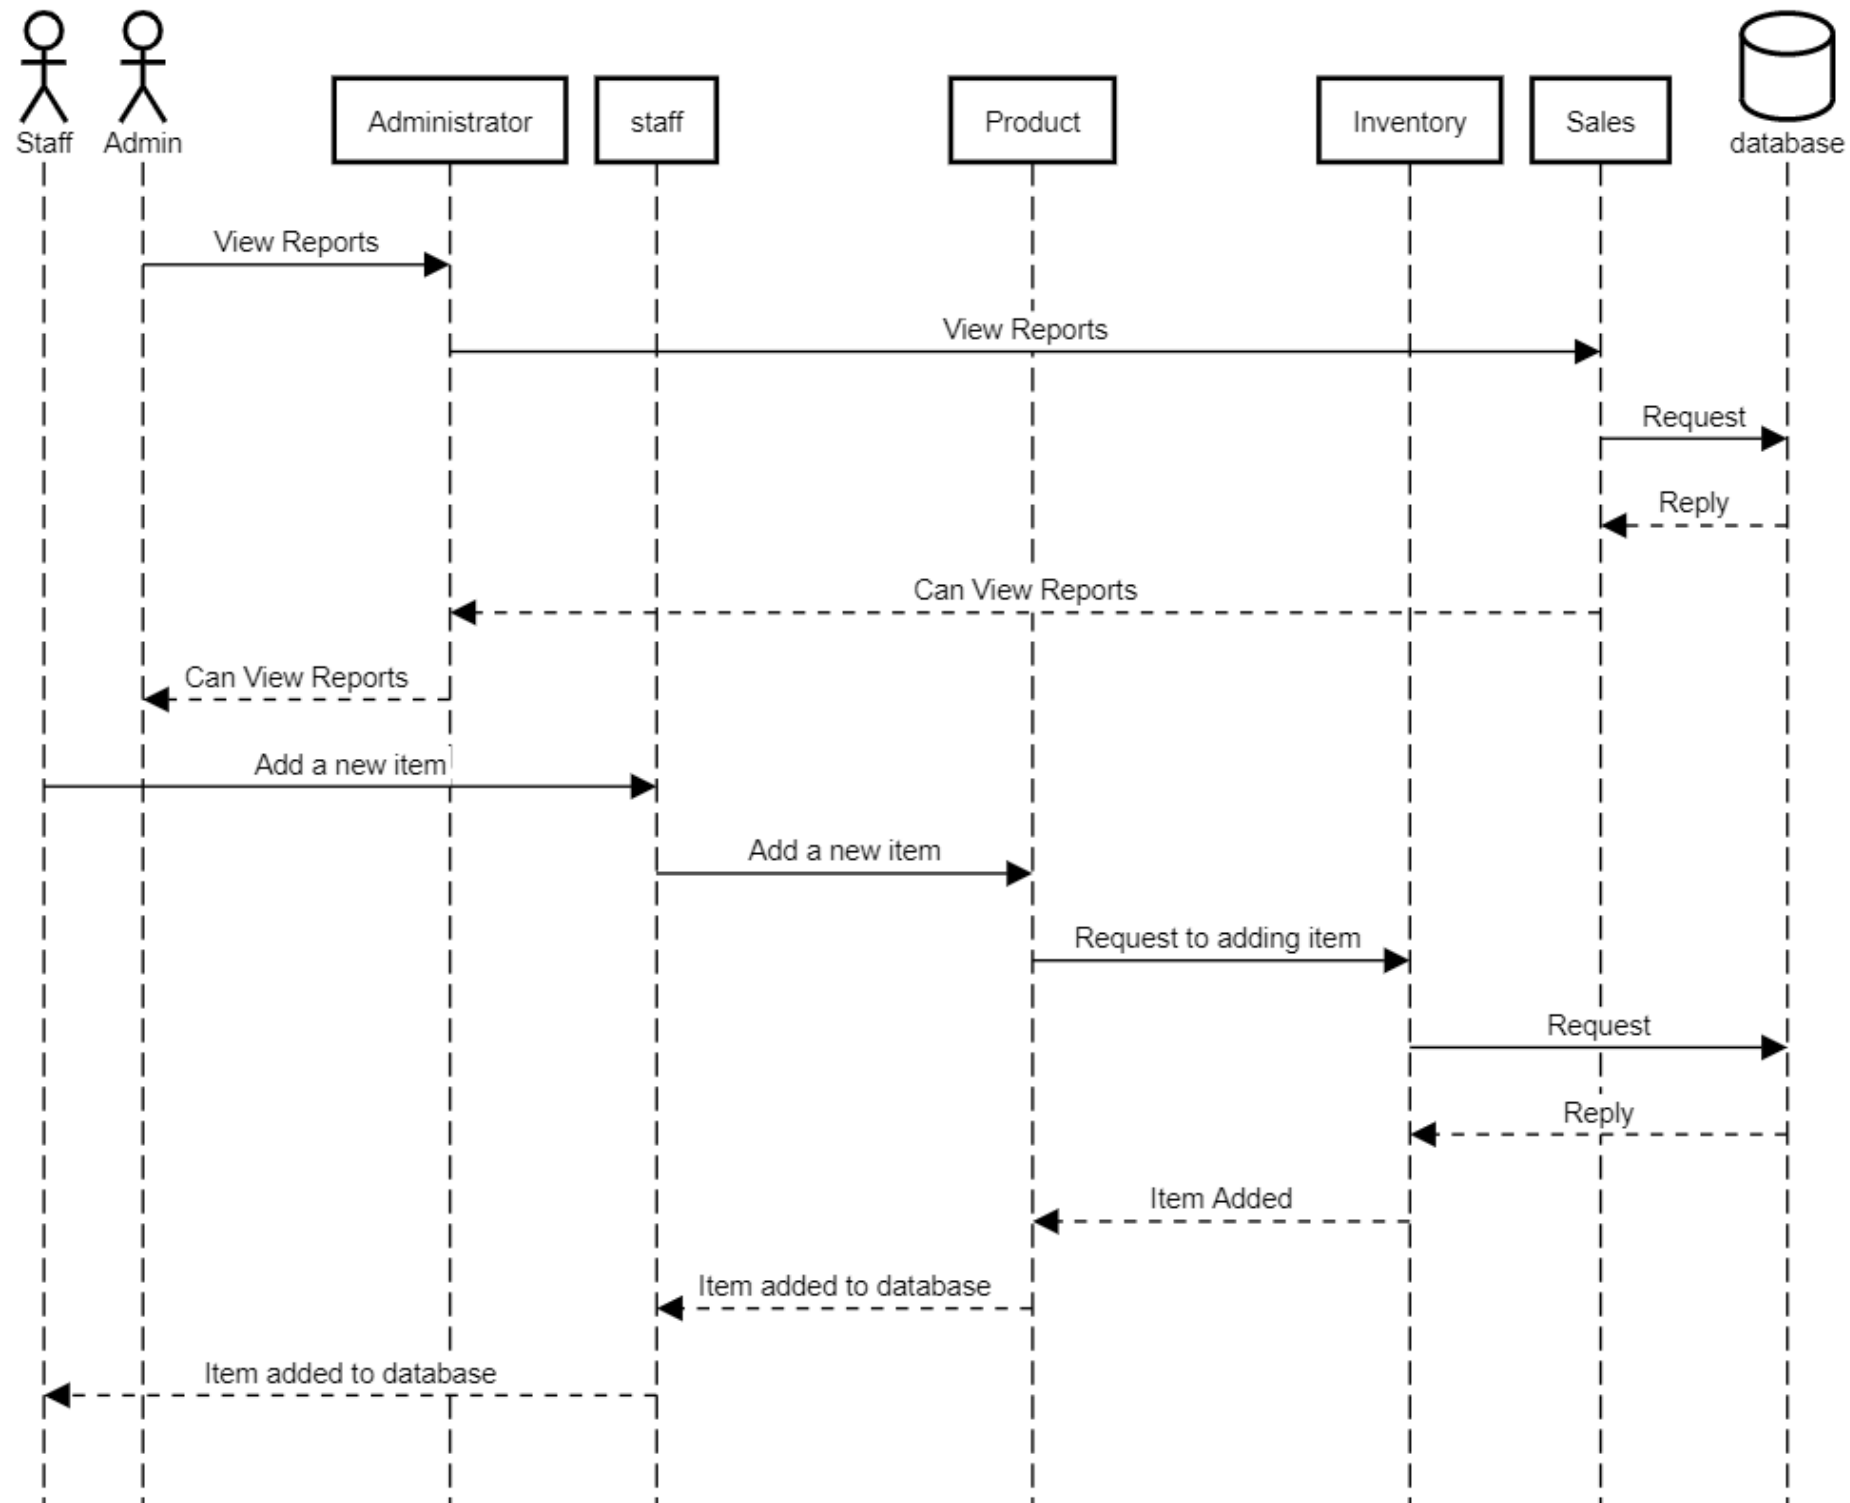 Staff
Admin
Administrator
staff
Product
Inventory
Sales
database
View Reports
View Reports
Request
Reply
Can View Reports
Can View Reports
Add a new item
Add a new item
Request to adding item
Request
Reply
Item Added
Item added to database
Item added to database